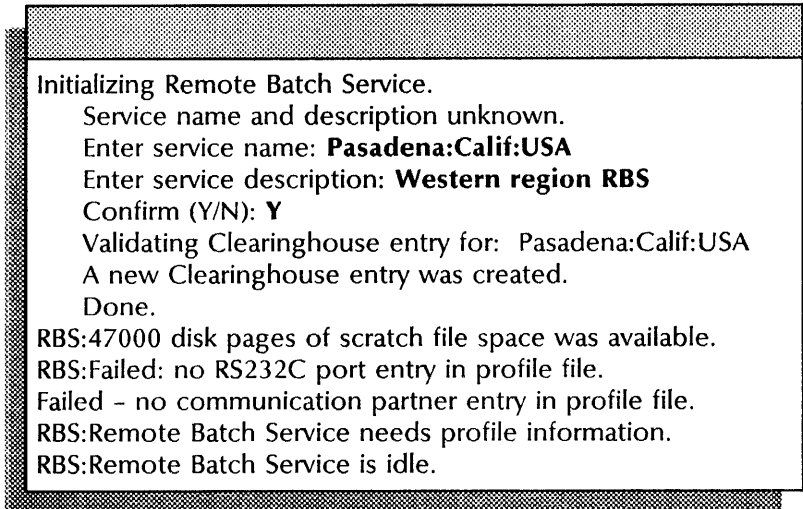 Initializing Remote Batch Service.
Service name and description unknown.
Enter service name: Pasadena:Calif:USA
Enter service description: Western region RBS
Confirm (Y/N): Y
Validating Clearinghouse entry for: Pasadena:Calif:USA
A new Clearinghouse entry was created.
Done.
RBS:47000 disk pages of scratch file space was available.
RBS:Failed: no RS232C port entry in profile file.
Failed – no communication partner entry in profile file.
RBS:Remote Batch Service needs profile information.
RBS:Remote Batch Service is idle.